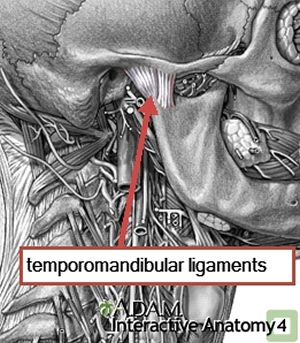 temporomandibular ligaments
ADAM
Interactive Anatomy 4